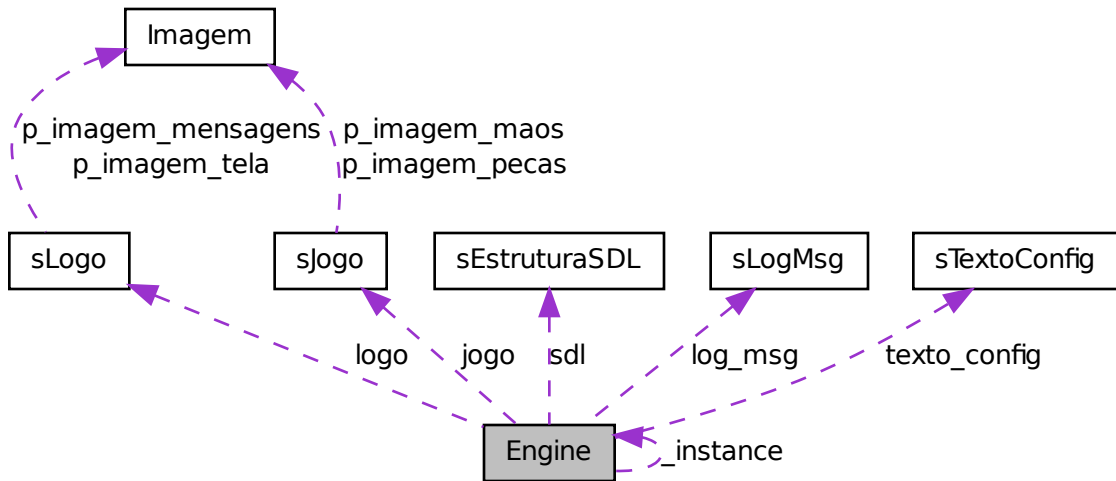 Imagem
p_imagem_mensagens
p_imagem_tela
p_imagem_maos
p_imagem_pecas
sLogo
sJogo
sEstruturaSDL
sLogMsg
sTextoConfig
logo
jogo
sdl
log_msg
texto_config
Engine
_instance